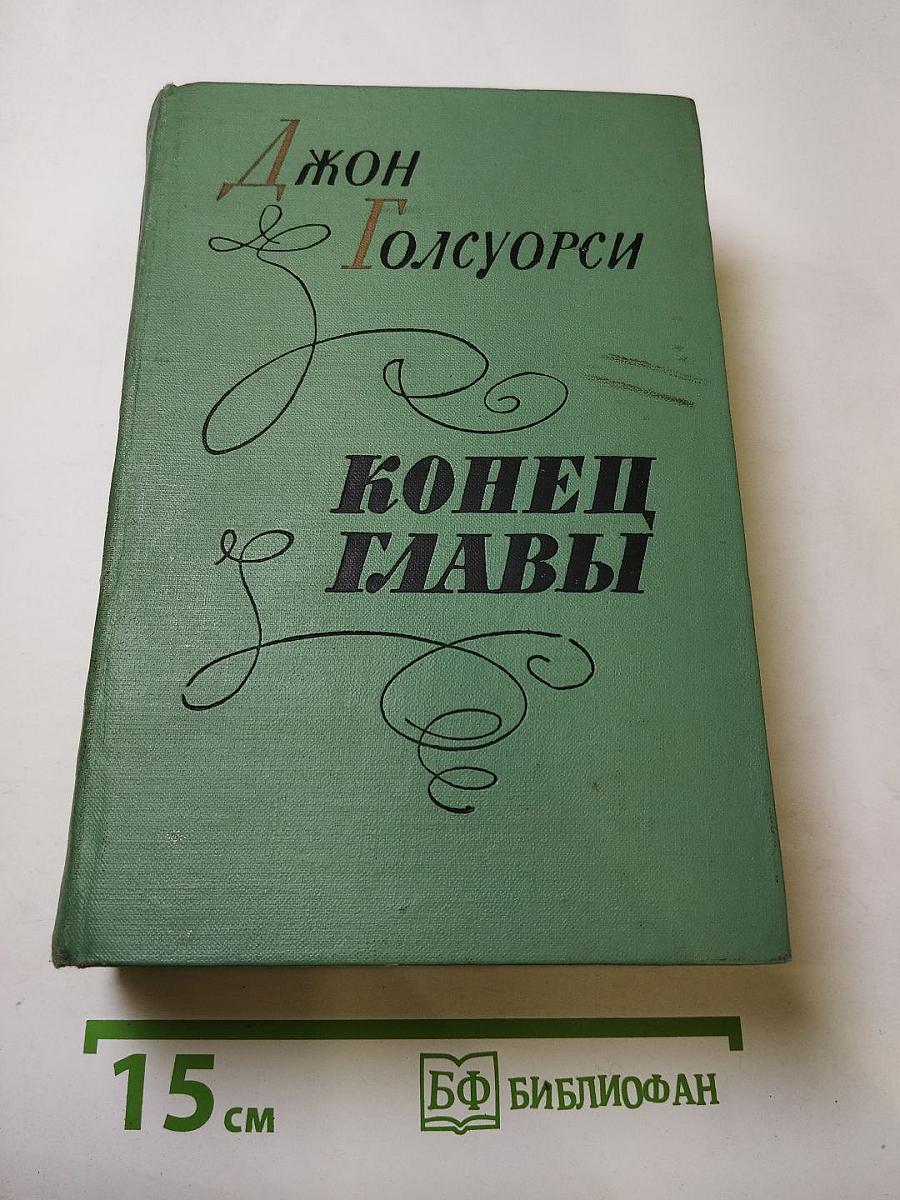 Джон
Голсуорси
КОНЕЦ
ГЛАВЫ
15 см
БФ БИБЛИОФАН